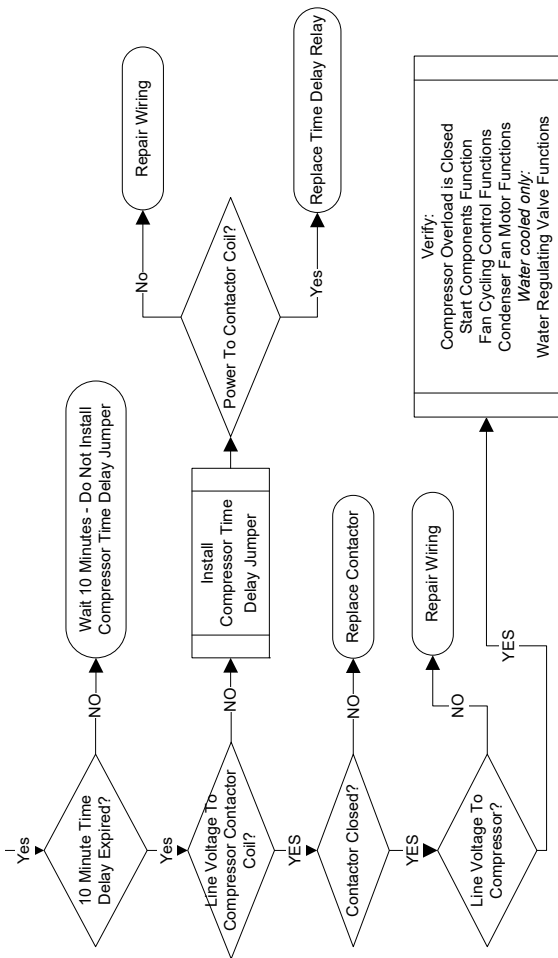 Yes
10 Minute Time
Delay Expired?
NO
Wait 10 Minutes - Do Not Install
Compressor Time Delay Jumper
Yes
Line Voltage To
Compressor Contactor
Coil?
NO
Install
Compressor Time
Delay Jumper
Power To Contactor Coil?
No
Repair Wiring
Yes
Replace Time Delay Relay
YES
Contactor Closed?
NO
Replace Contactor
YES
Line Voltage To
Compressor?
NO
Repair Wiring
YES
Verify:
Compressor Overload is Closed
Start Components Function
Fan Cycling Control Functions
Condenser Fan Motor Functions
Water cooled only:
Water Regulating Valve Functions